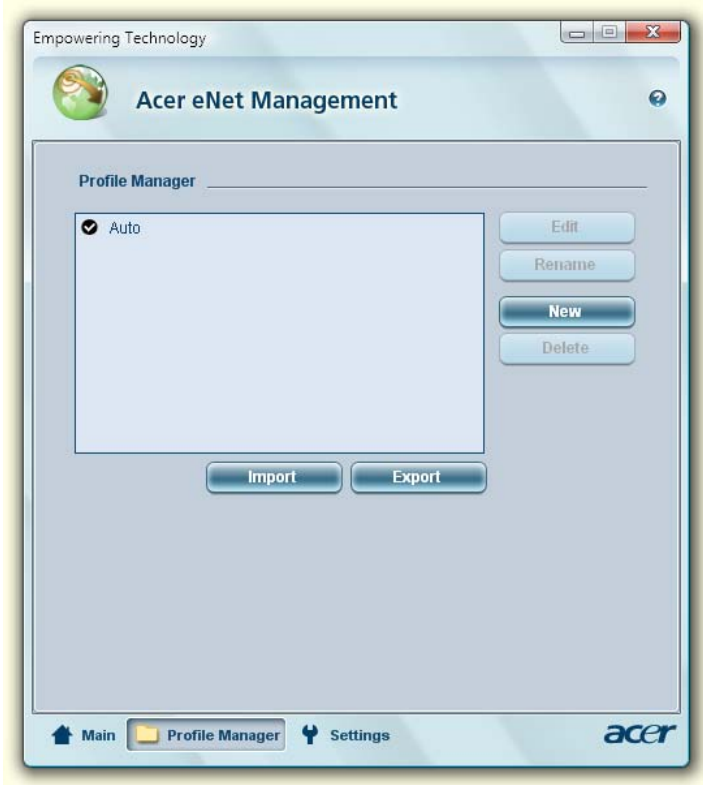 Empowering Technology
Acer eNet Management
Profile Manager
Auto
Edit
Rename
New
Delete
Import Export
Main Profile Manager Settings acer